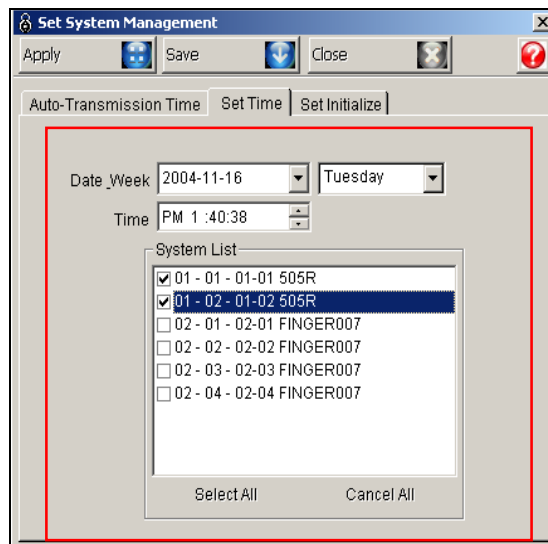 Set System Management
Apply Save Close
Auto-Transmission Time Set Time Set Initialize
Date_Week 2004-11-16 Tuesday
Time PM 1 :40:38
System List
01 - 01 - 01-01 505R
01 - 02 - 01-02 505R
02 - 01 - 02-01 FINGER007
02 - 02 - 02-02 FINGER007
02 - 03 - 02-03 FINGER007
02 - 04 - 02-04 FINGER007
Select All Cancel All